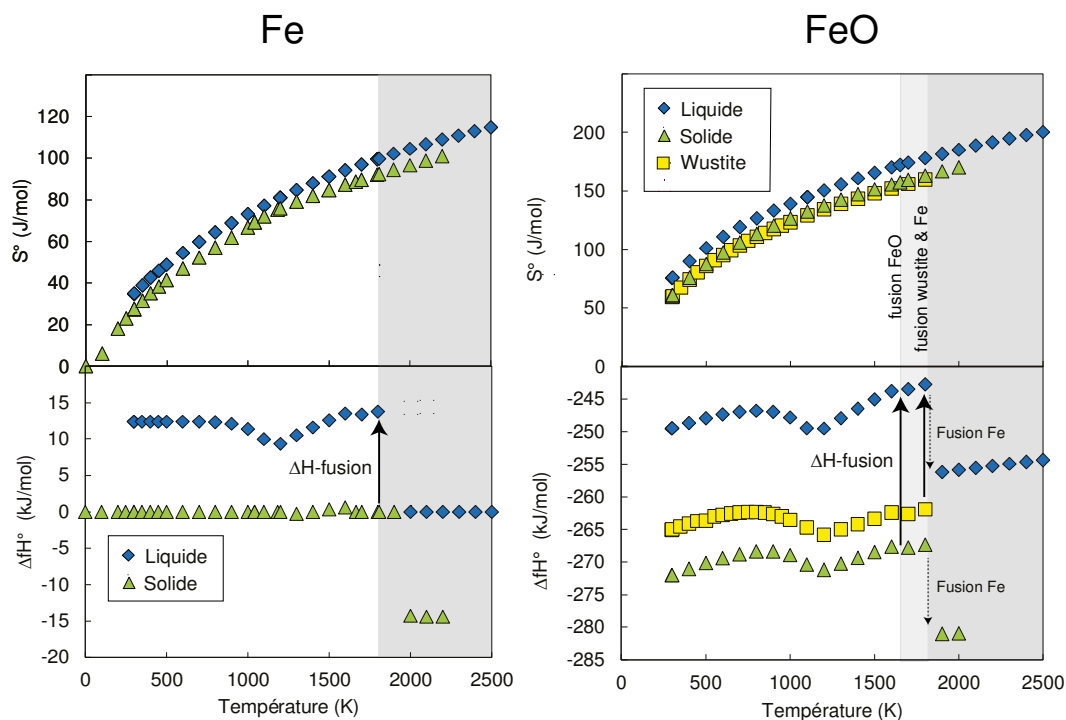 Fe
FeO
S° (J/mol)
120
100
80
60
40
20
0
ΔfH° (kJ/mol)
15
10
5
0
-5
-10
-15
-20
ΔH-fusion
Liquide
Solide
0
500
1000
1500
2000
2500
Température (K)
S° (J/mol)
200
150
100
50
0
Liquide
Solide
Wustite
fusion FeO
fusion wustite & Fe
ΔfH° (kJ/mol)
-245
-250
-255
-260
-265
-270
-275
-280
-285
ΔH-fusion
Fusion Fe
Fusion Fe
0
500
1000
1500
2000
2500
Température (K)